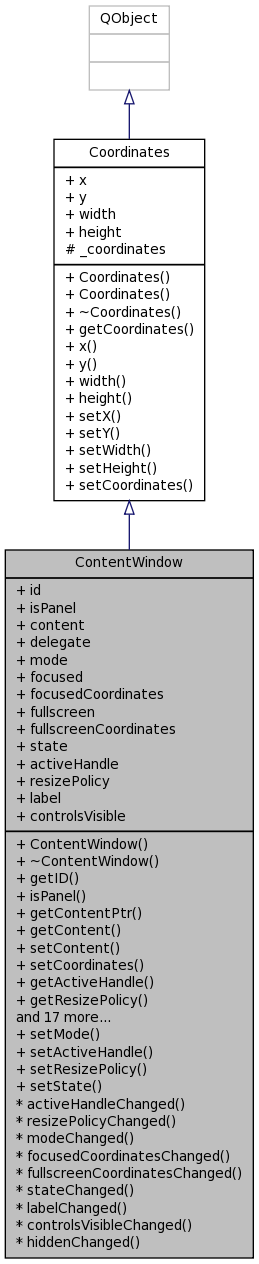 QObject
Coordinates
+ x
+ y
+ width
+ height
# _coordinates
+ Coordinates()
+ Coordinates()
+ ~Coordinates()
+ getCoordinates()
+ x()
+ y()
+ width()
+ height()
+ setX()
+ setY()
+ setWidth()
+ setHeight()
+ setCoordinates()
ContentWindow
+ id
+ isPanel
+ content
+ delegate
+ mode
+ focused
+ focusedCoordinates
+ fullscreen
+ fullscreenCoordinates
+ state
+ activeHandle
+ resizePolicy
+ label
+ controlsVisible
+ ContentWindow()
+ ~ContentWindow()
+ getID()
+ isPanel()
+ getContentPtr()
+ getContent()
+ setContent()
+ setCoordinates()
+ getActiveHandle()
+ getResizePolicy()
and 17 more...
+ setMode()
+ setActiveHandle()
+ setResizePolicy()
+ setState()
* activeHandleChanged()
* resizePolicyChanged()
* modeChanged()
* focusedCoordinatesChanged()
* fullscreenCoordinatesChanged()
* stateChanged()
* labelChanged()
* controlsVisibleChanged()
* hiddenChanged()